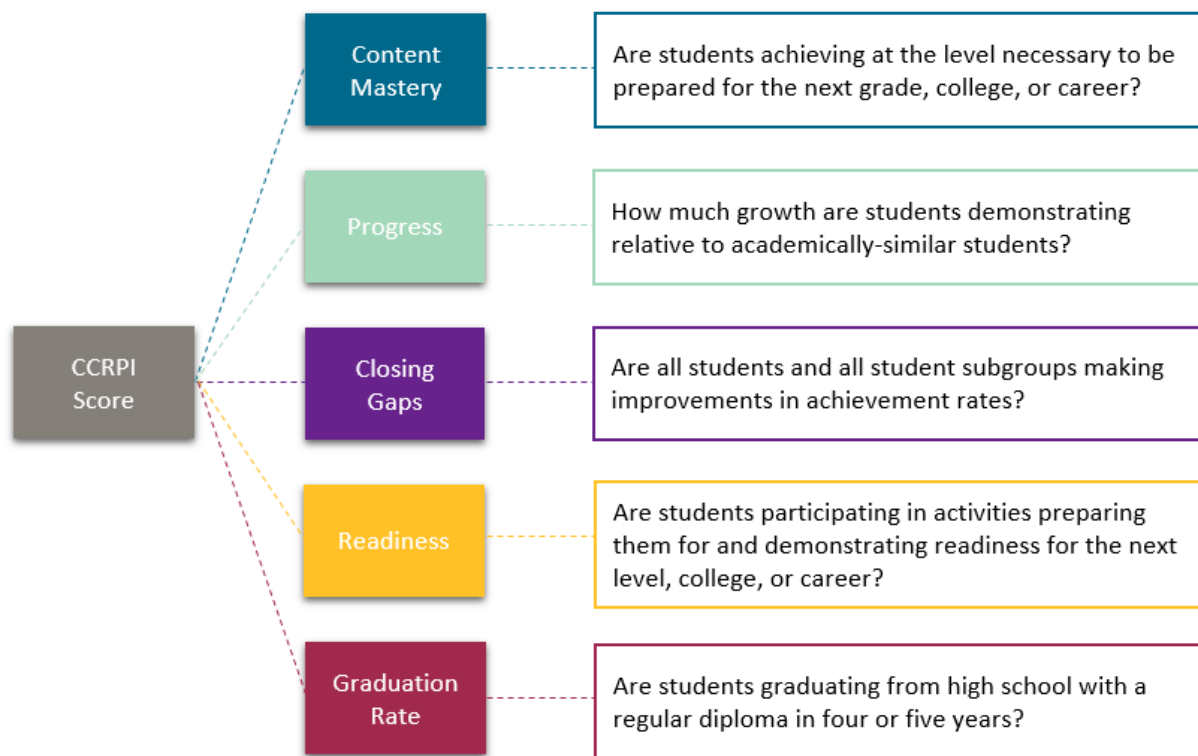 CCRPI
Score
Content
Mastery
Are students achieving at the level necessary to be
prepared for the next grade, college, or career?
Progress
How much growth are students demonstrating
relative to academically-similar students?
Closing
Gaps
Are all students and all student subgroups making
improvements in achievement rates?
Readiness
Are students participating in activities preparing
them for and demonstrating readiness for the next
level, college, or career?
Graduation
Rate
Are students graduating from high school with a
regular diploma in four or five years?